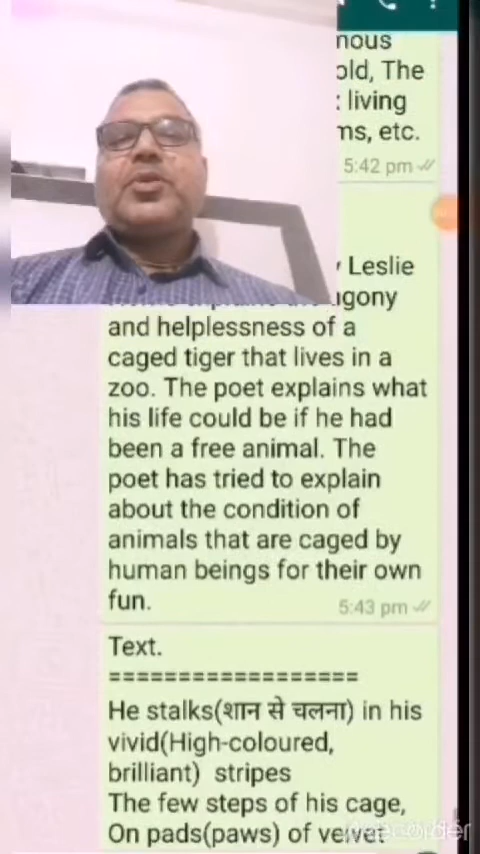 nous
old, The
: living
ms, etc.
5:42 pm
Leslie
gony
and helplessness of a
caged tiger that lives in a
zoo. The poet explains what
his life could be if he had
been a free animal. The
poet has tried to explain
about the condition of
animals that are caged by
human beings for their own
fun.
5:43 pm
Text.
==================
He stalks(शान से चलना) in his
vivid(High-coloured,
brilliant) stripes
The few steps of his cage,
On pads(paws) of velvet